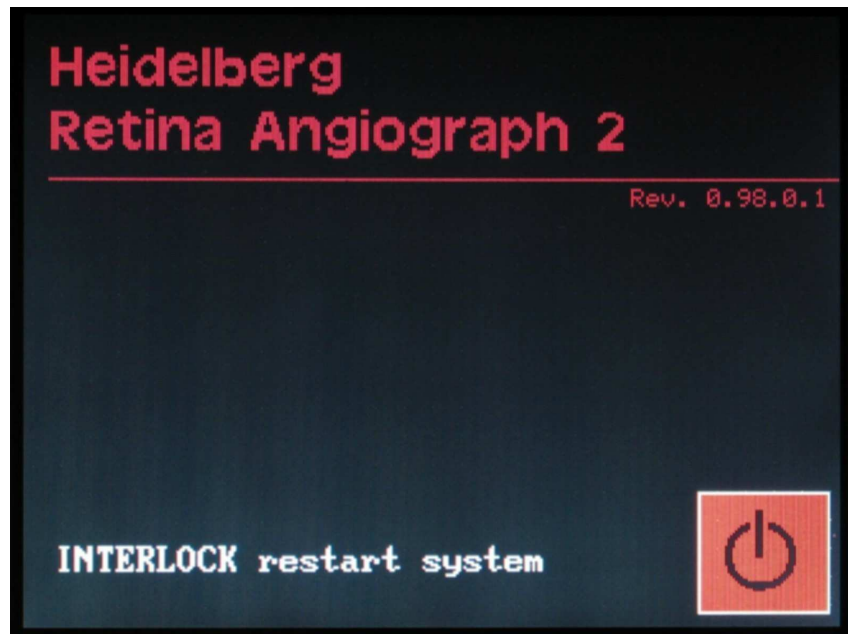 Heidelberg
Retina Angiograph 2
Rev. 0.98.0.1
INTERLOCK restart system